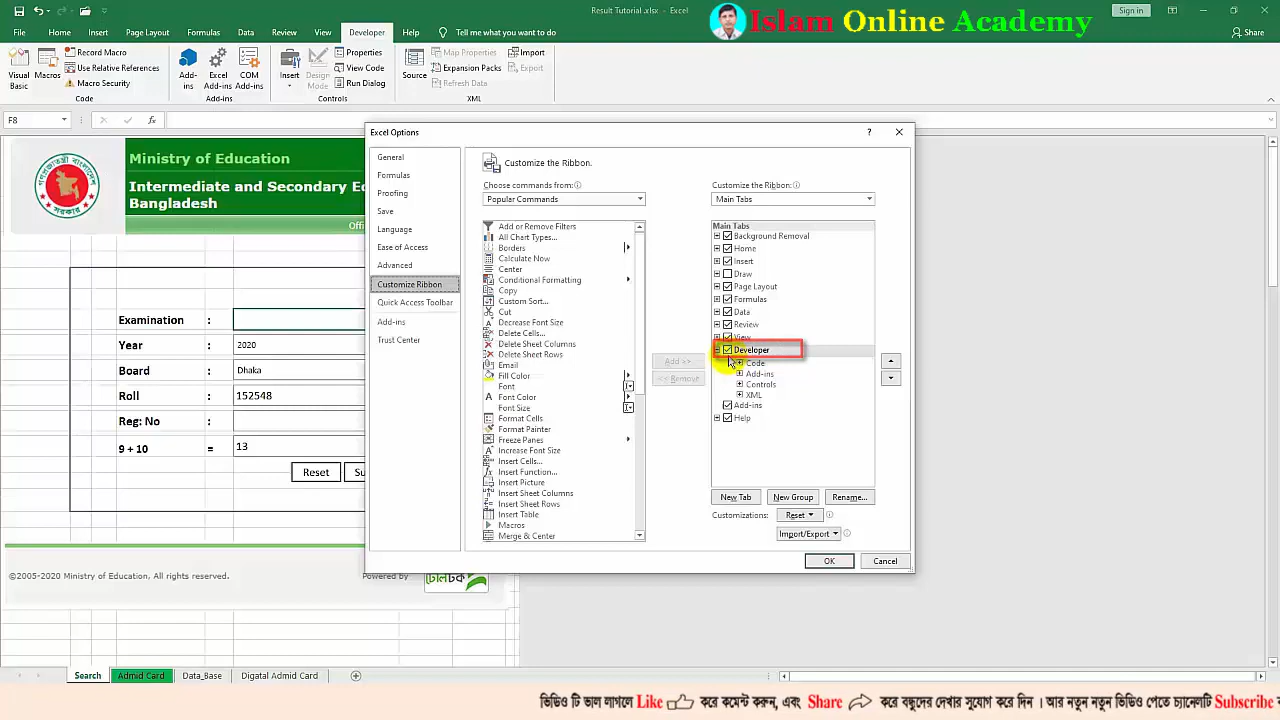 Result Tutorial.xlsx - Excel
Sign in
Islam Online Academy
File Home Insert Page Layout Formulas Data Review View Developer Help Tell me what you want to do
Share
Visual Basic
Macros
Record Macro
Use Relative References
Macro Security
Code
Add-ins
Excel Add-ins
COM Add-ins
Add-ins
Insert
Design Mode
Properties
View Code
Run Dialog
Controls
Source
Map Properties
Expansion Packs
Refresh Data
Import
Export
XML
F8
fx
Ministry of Education
Intermediate and Secondary E
Bangladesh
Examination :
Year : 2020
Board : Dhaka
Roll : 152548
Reg: No :
9 + 10 = 13
Reset
©2005-2020 Ministry of Education, All rights reserved.
Powered by
Excel Options
?
General
Formulas
Proofing
Save
Language
Ease of Access
Advanced
Customize Ribbon
Quick Access Toolbar
Add-ins
Trust Center
Customize the Ribbon.
Choose commands from:
Popular Commands
Add or Remove Filters
All Chart Types...
Borders
Calculate Now
Center
Conditional Formatting
Copy
Custom Sort...
Cut
Decrease Font Size
Delete Cells...
Delete Sheet Columns
Delete Sheet Rows
Email
Fill Color
Font
Font Color
Font Size
Format Cells
Format Painter
Freeze Panes
Increase Font Size
Insert Cells...
Insert Function...
Insert Picture
Insert Sheet Columns
Insert Sheet Rows
Insert Table
Macros
Merge & Center
Add >>
<< Remove
Customize the Ribbon:
Main Tabs
Main Tabs
Background Removal
Home
Insert
Draw
Page Layout
Formulas
Data
Review
View
Developer
Code
Add-ins
Controls
XML
Add-ins
Help
New Tab New Group Rename...
Customizations: Reset
Import/Export
OK Cancel
Search Admid Card Data_Base Digatal Admid Card
ভিডিও টি ভাল লাগলে Like করে কমেন্ট করুন, এবং Share করে বন্ধুদের দেখার সুযোগ করে দিন । আর নতুন নতুন ভিডিও পেতে চ্যানেলটি Subscribe